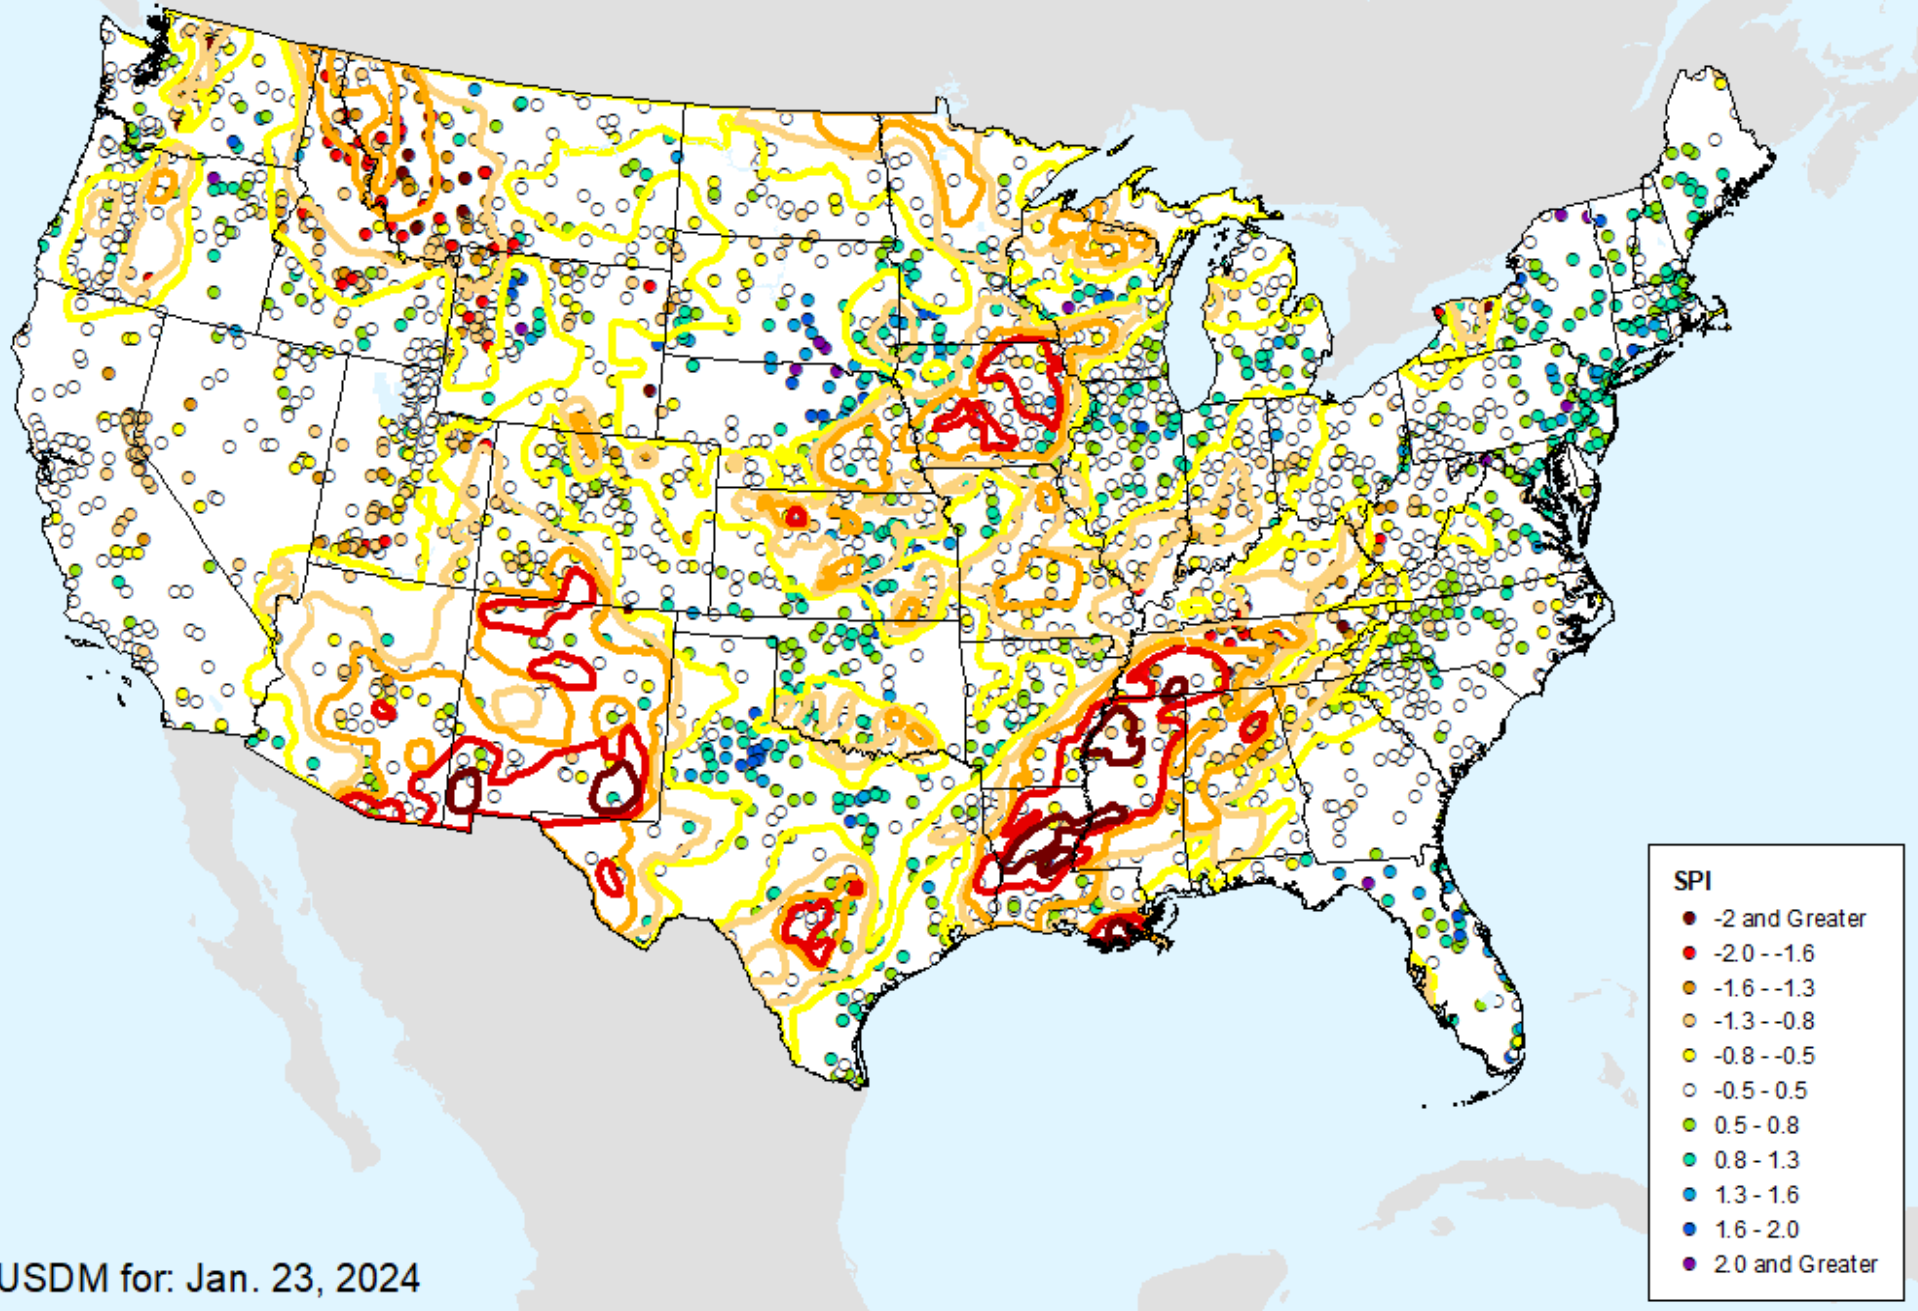 SPI
-2 and Greater
-2.0 - -1.6
-1.6 - -1.3
-1.3 - -0.8
-0.8 - -0.5
-0.5 - 0.5
0.5 - 0.8
0.8 - 1.3
1.3 - 1.6
1.6 - 2.0
2.0 and Greater
USDM for: Jan. 23, 2024